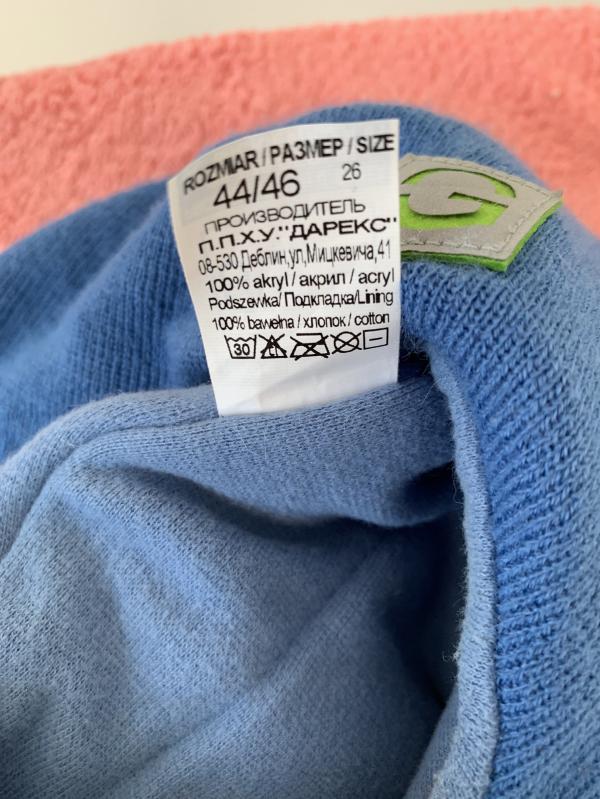 ROZMIAR / РАЗМЕР / SIZE
44/46 26
ПРОИЗВОДИТЕЛЬ
П.П.Х.У."ДАРЕКС"
08-530 Деблин,ул,Мицкевича,41
100% akryl / акрил / acryl
Podszewka/Подкладка/Lining
100% bawełna / хлопок / cotton
30
G